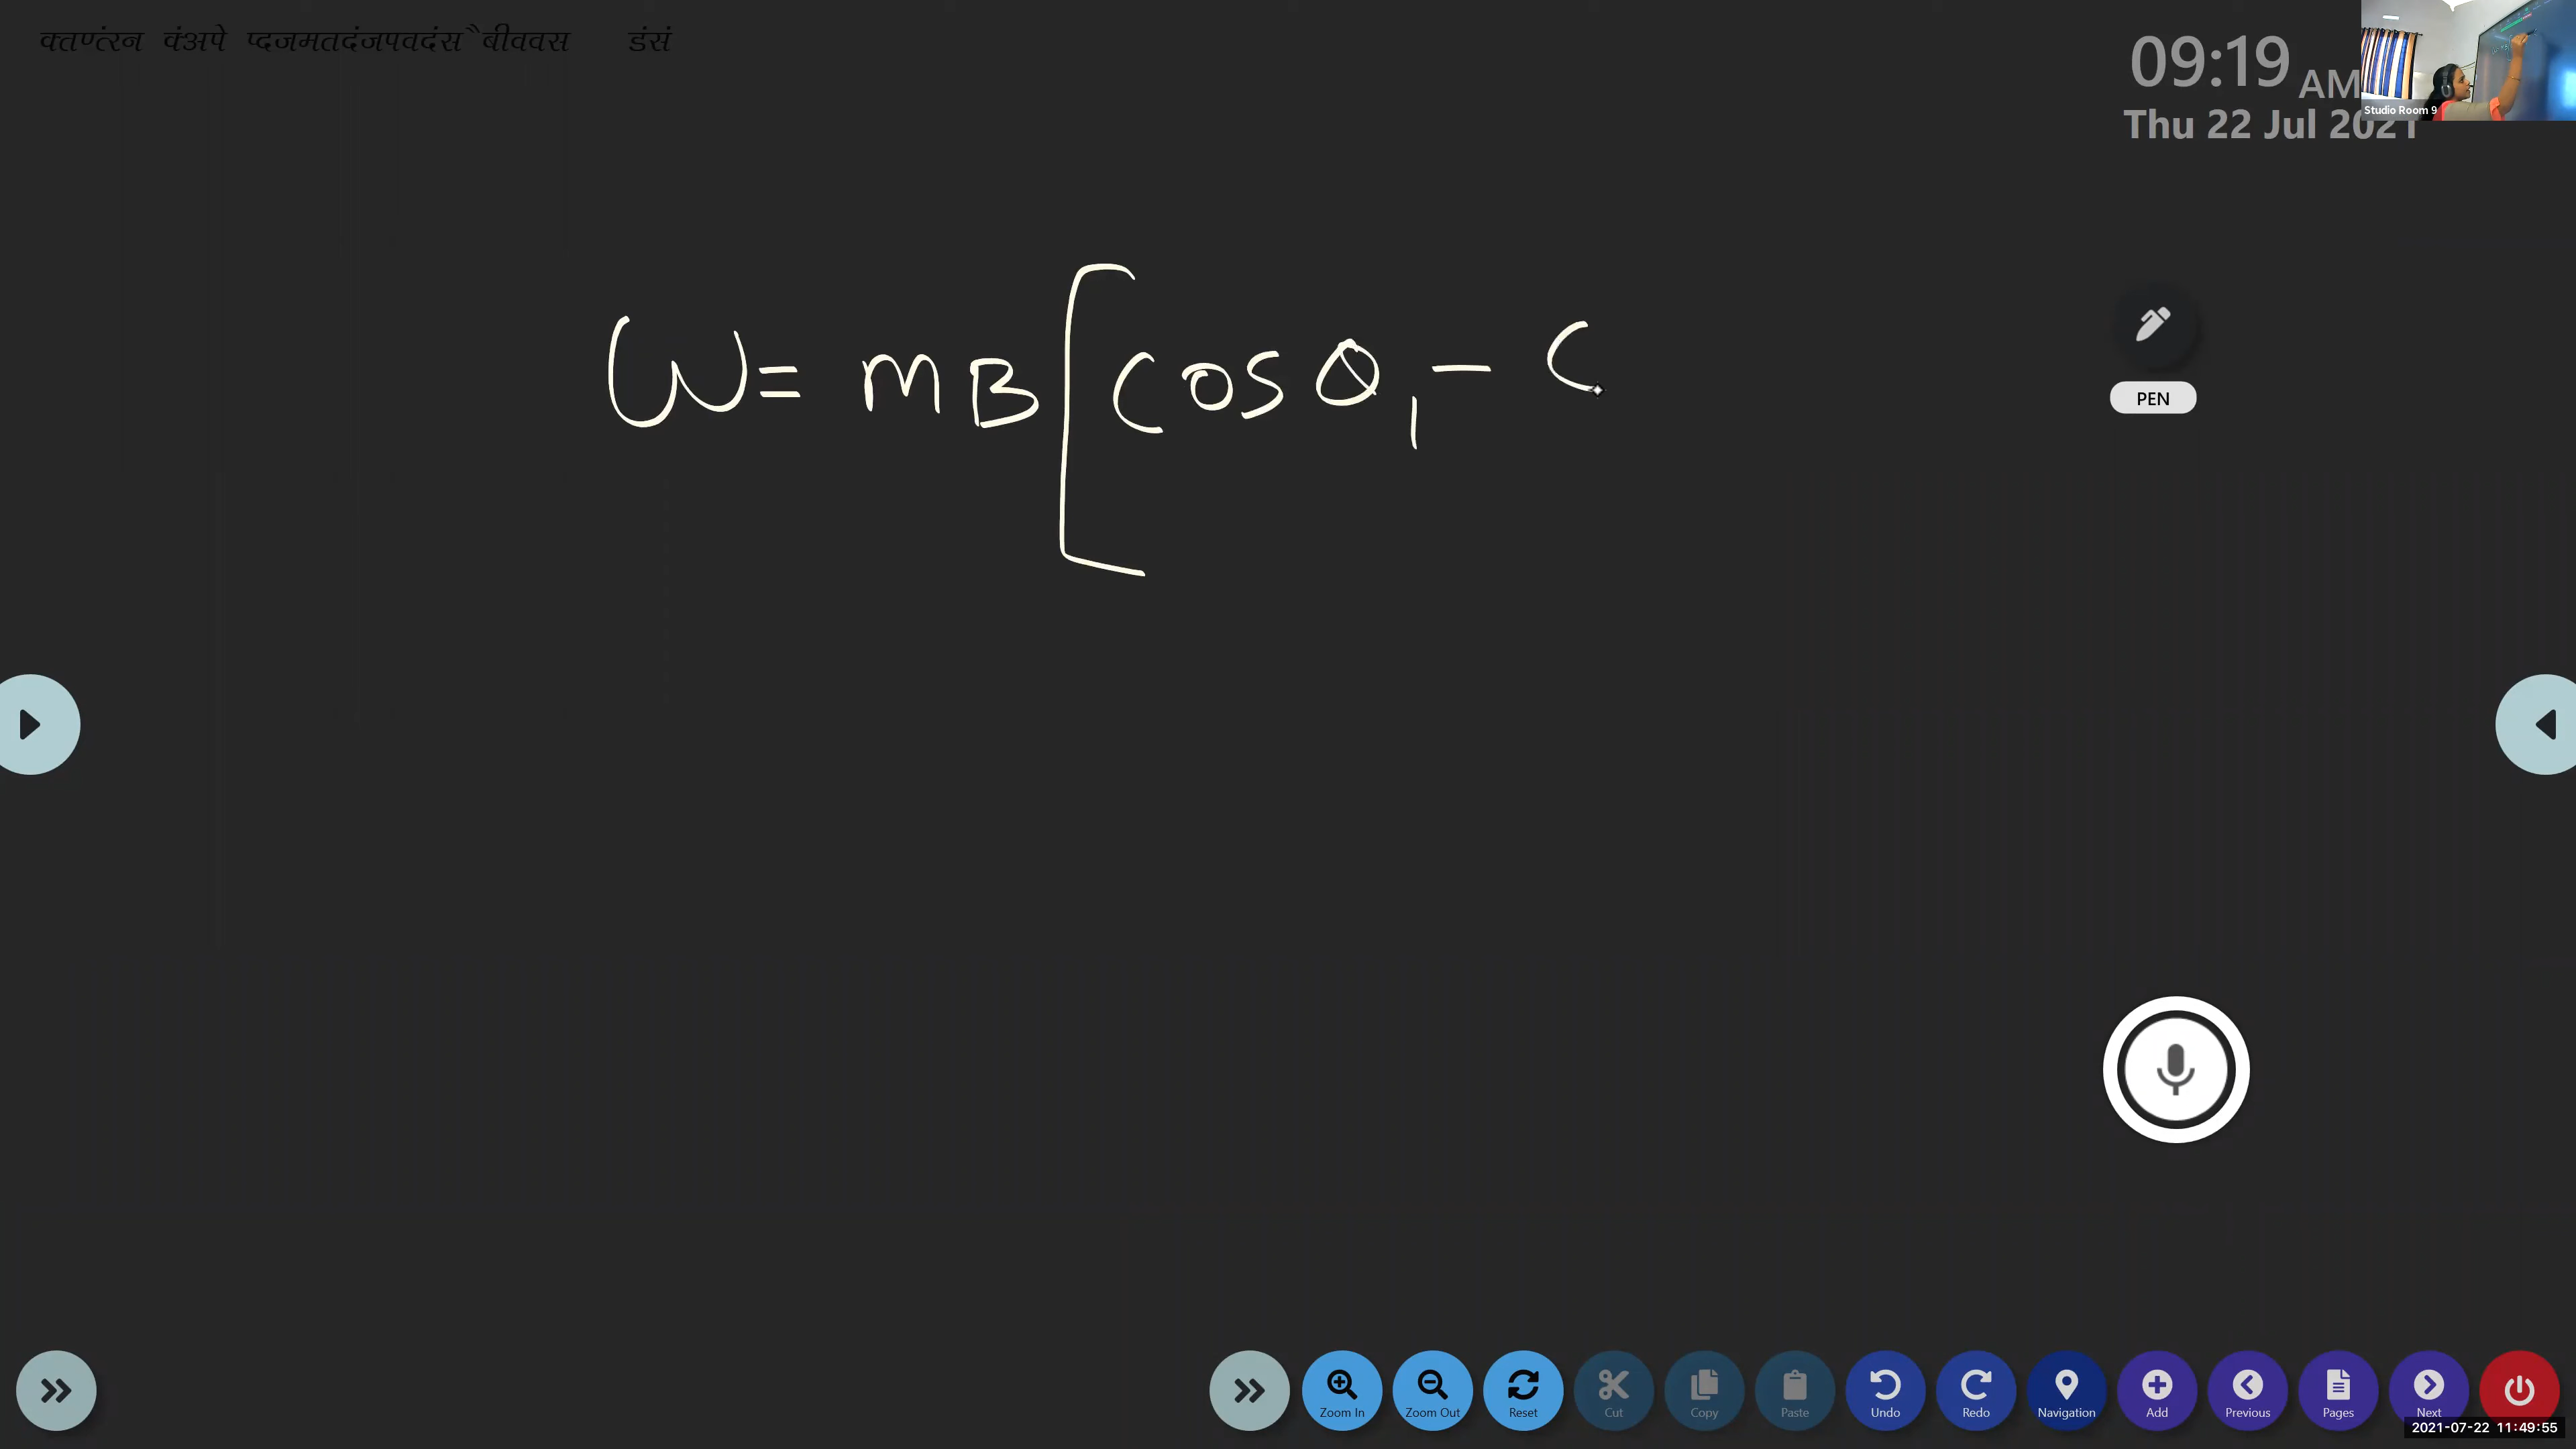 क्तण्त्ंरन कंअपे प्दजमतदंजपवदंस ैबीववस डंसं
09:19 AM
Studio Room 9
Thu 22 Jul 2021
W = mB [ cos θ₁ - C
PEN
Zoom In Zoom Out Reset Cut Copy Paste Undo Redo Navigation Add Previous Pages Next
2021-07-22 11:49:55